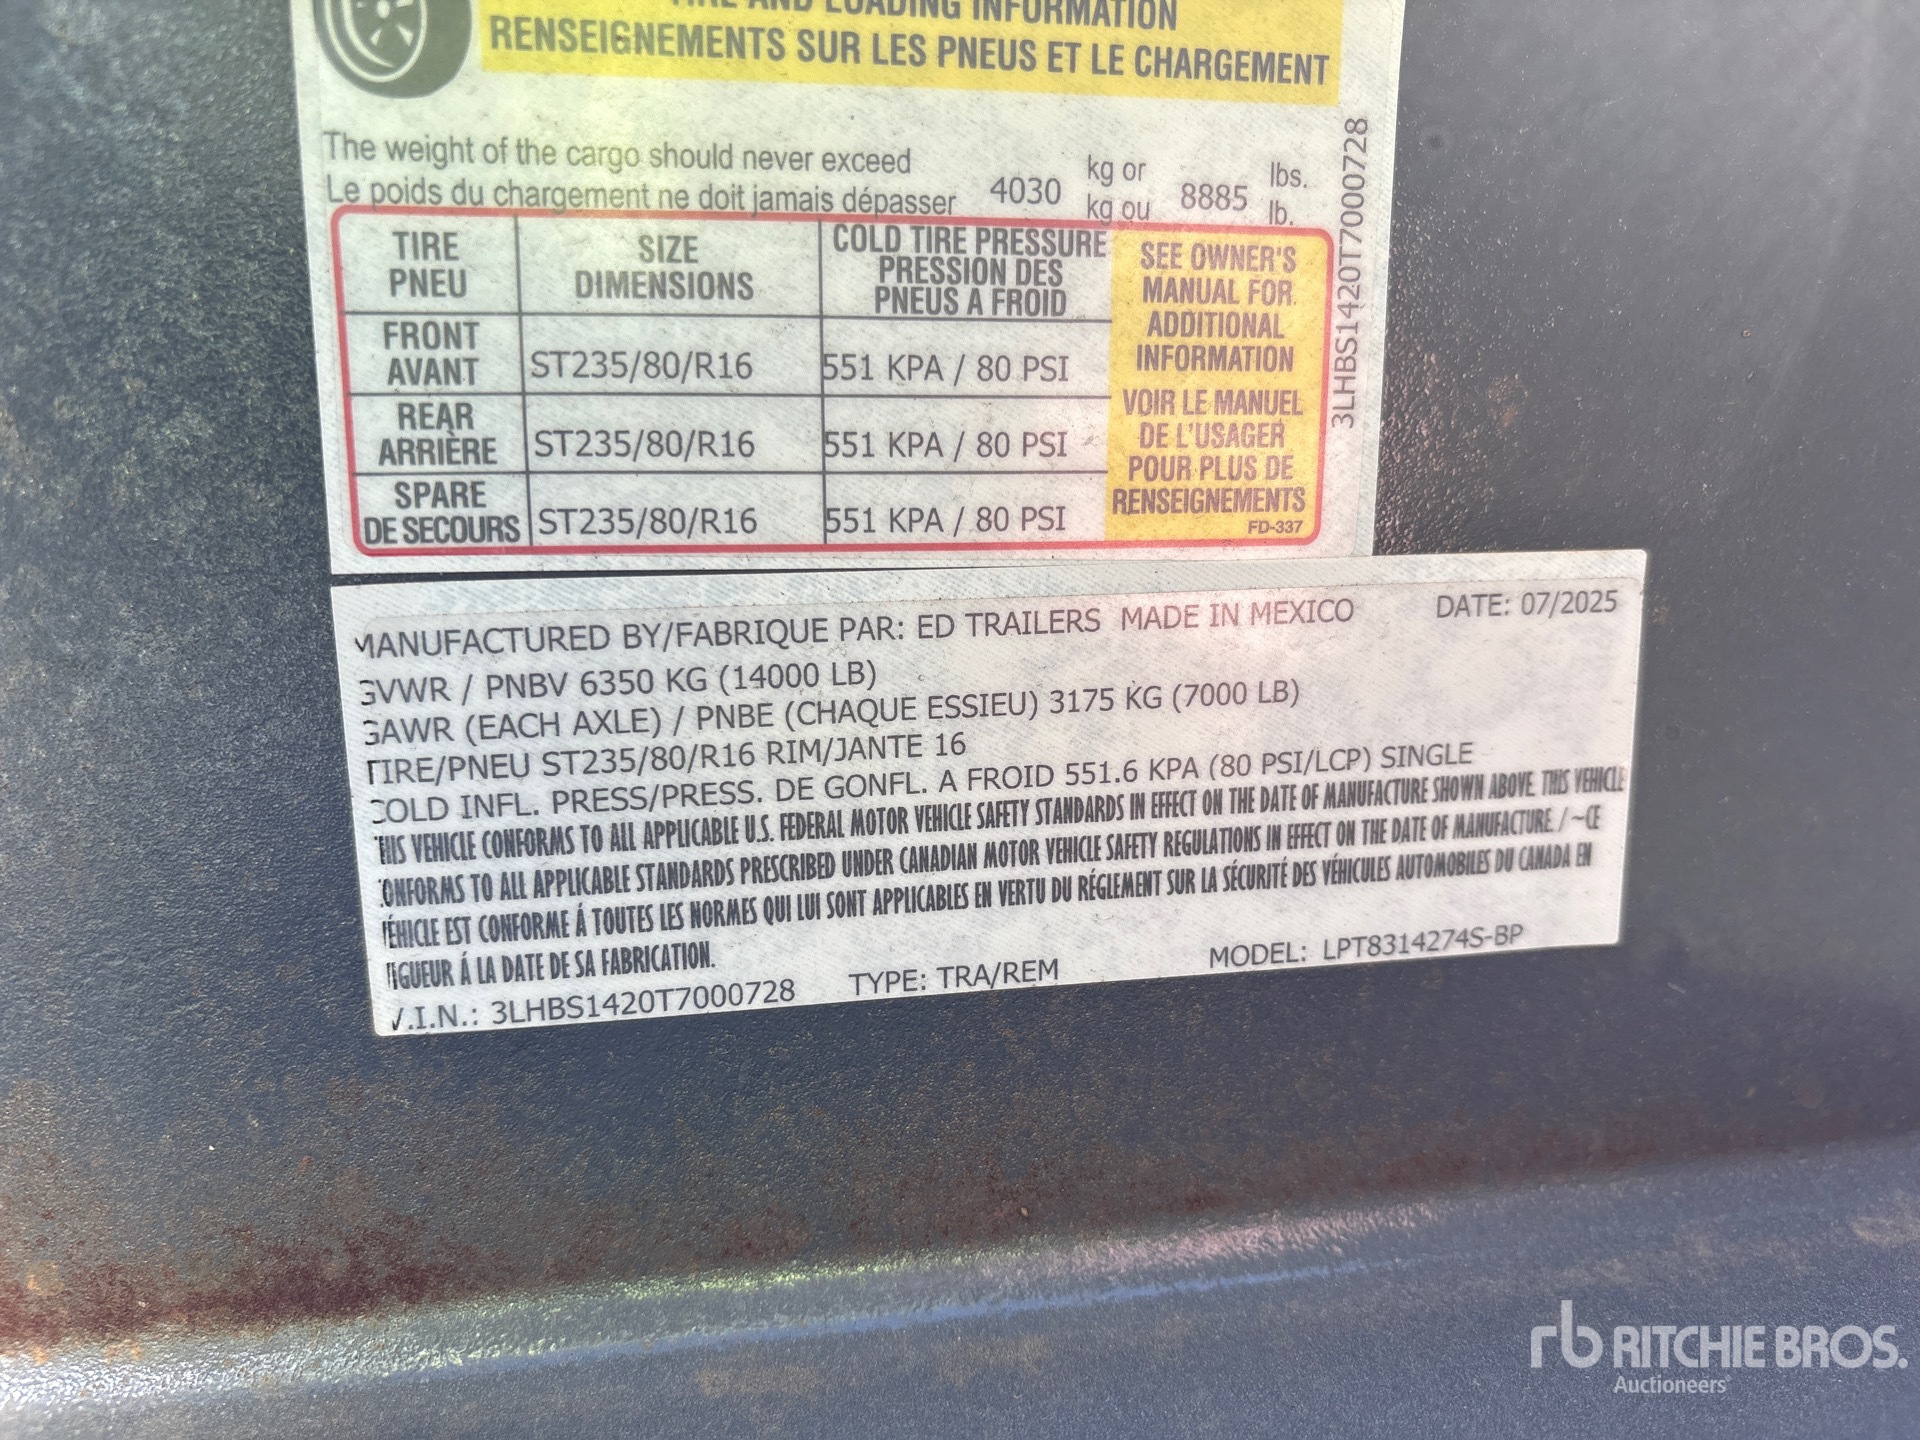 TIRE AND LOADING INFORMATION
RENSEIGNEMENTS SUR LES PNEUS ET LE CHARGEMENT
The weight of the cargo should never exceed 4030 kg or 8885 lbs.
Le poids du chargement ne doit jamais dépasser kg ou lb.
TIRE PNEU
SIZE DIMENSIONS
COLD TIRE PRESSURE PRESSION DES PNEUS A FROID
FRONT AVANT ST235/80/R16 551 KPA / 80 PSI
REAR ARRIÈRE ST235/80/R16 551 KPA / 80 PSI
SPARE DE SECOURS ST235/80/R16 551 KPA / 80 PSI
SEE OWNER'S
MANUAL FOR
ADDITIONAL
INFORMATION
VOIR LE MANUEL
DE L'USAGER
POUR PLUS DE
RENSEIGNEMENTS
FD-337
3LHBS1420T7000728
MANUFACTURED BY/FABRIQUE PAR: ED TRAILERS MADE IN MEXICO DATE: 07/2025
GVWR / PNBV 6350 KG (14000 LB)
GAWR (EACH AXLE) / PNBE (CHAQUE ESSIEU) 3175 KG (7000 LB)
TIRE/PNEU ST235/80/R16 RIM/JANTE 16
COLD INFL. PRESS/PRESS. DE GONFL. A FROID 551.6 KPA (80 PSI/LCP) SINGLE
THIS VEHICLE CONFORMS TO ALL APPLICABLE U.S. FEDERAL MOTOR VEHICLE SAFETY STANDARDS IN EFFECT ON THE DATE OF MANUFACTURE SHOWN ABOVE. THIS VEHICLE
CONFORMS TO ALL APPLICABLE STANDARDS PRESCRIBED UNDER CANADIAN MOTOR VEHICLE SAFETY REGULATIONS IN EFFECT ON THE DATE OF MANUFACTURE. / ~CE
VÉHICLE EST CONFORME Á TOUTES LES NORMES QUI LUI SONT APPLICABLES EN VERTU DU RÉGLEMENT SUR LA SÉCURITÉ DES VÉHICULES AUTOMOBILES DU CANADA EN
VIGUEUR Á LA DATE DE SA FABRICATION.
V.I.N.: 3LHBS1420T7000728 TYPE: TRA/REM MODEL: LPT8314274S-BP
rb RITCHIE BROS.
Auctioneers